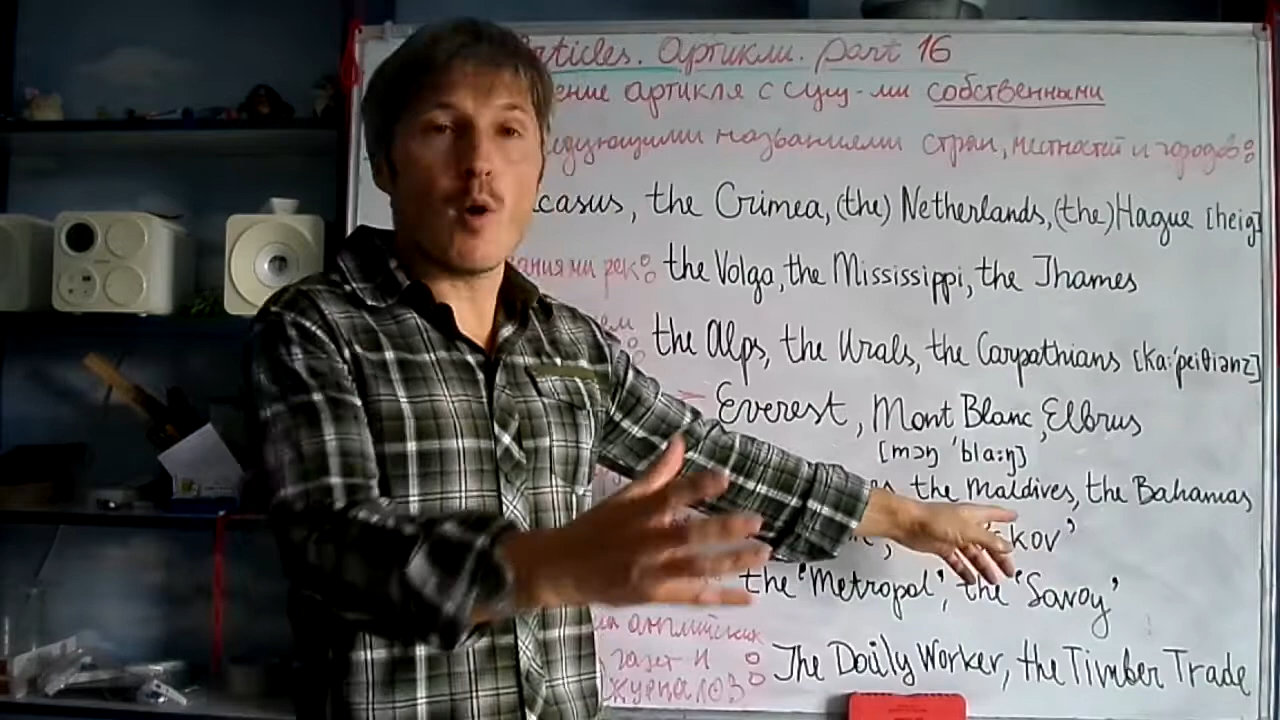 Articles. Артикли. part 16
ение артикля с сущ-ми собственными
едующими названиями стран, местностей и городов:
casus, the Crimea, (the) Netherlands, (the) Hague [heig]
ания ми рек: the Volga, the Mississippi, the Thames
ем
the Alps, the Urals, the Carpathians [ka:'peiθianz]
Everest, Mont Blanc, Elbrus
[mɔŋ 'bla:ŋ]
the Maldives, the Bahamas
kov'
the 'Metropol', the 'Savoy'
английских
газет и
журналов: The Daily Worker, the Timber Trade